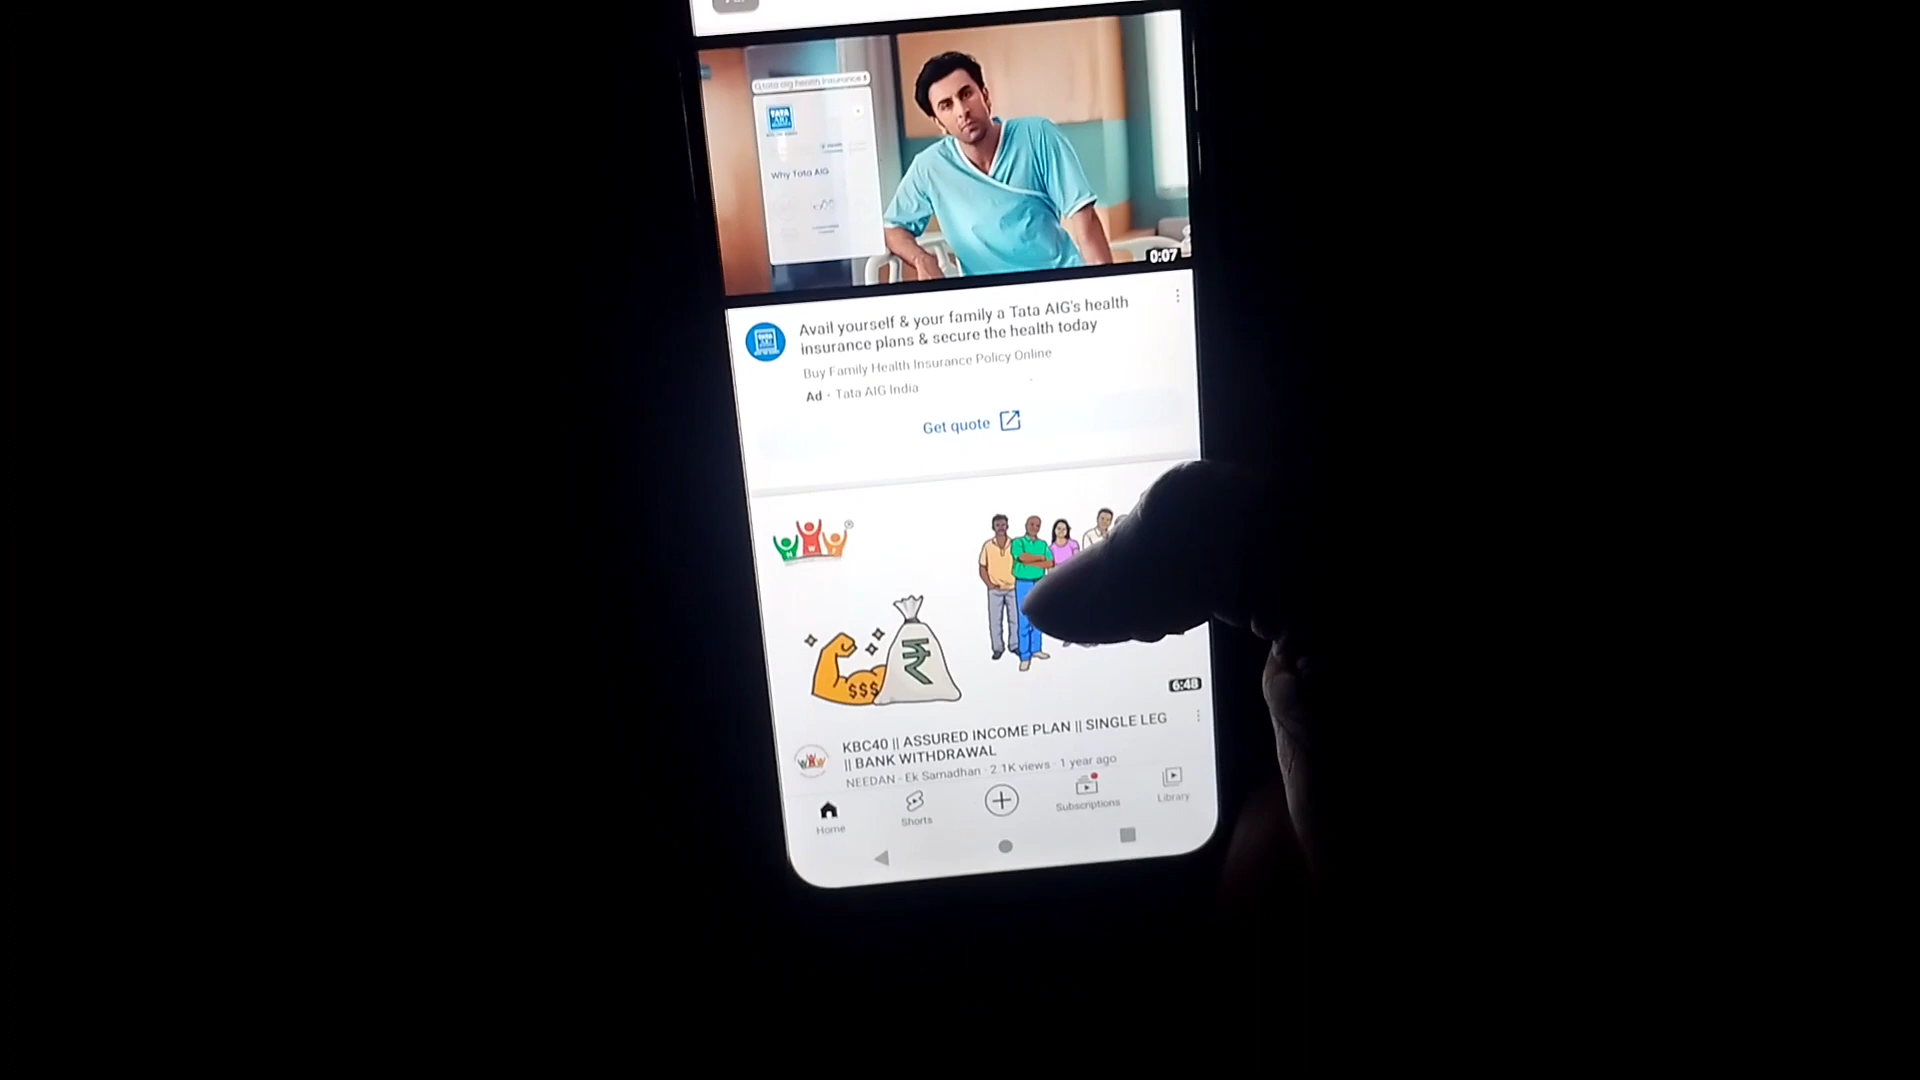 tata aig health insurance
TATA
AIG
Why Tata AIG
0:07
Avail yourself & your family a Tata AIG's health
insurance plans & secure the health today
Buy Family Health Insurance Policy Online
Ad · Tata AIG India
Get quote
₹
$$$
6:48
KBC40 || ASSURED INCOME PLAN || SINGLE LEG
|| BANK WITHDRAWAL
NEEDAN - Ek Samadhan · 2.1K views · 1 year ago
Home
Shorts
Subscriptions
Library